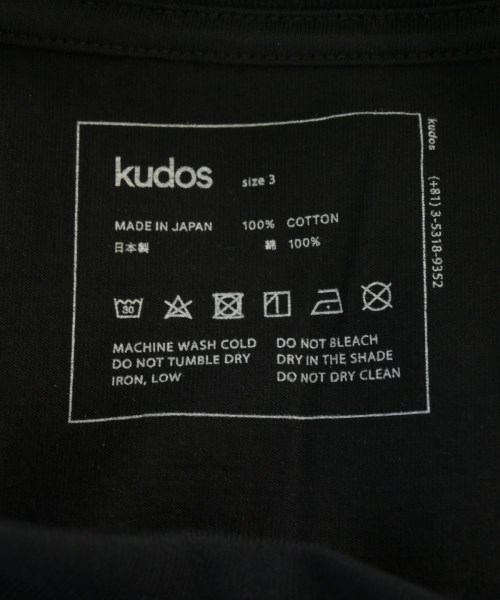 kudos size 3
MADE IN JAPAN 100% COTTON
日本製 綿 100%
30
MACHINE WASH COLD
DO NOT TUMBLE DRY
IRON, LOW
DO NOT BLEACH
DRY IN THE SHADE
DO NOT DRY CLEAN
kudos (+81) 3-5318-9352